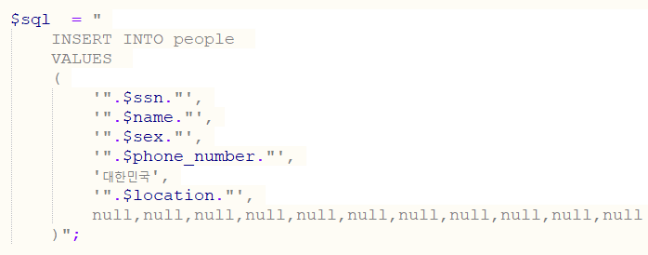 $sql = "
INSERT INTO people
VALUES
(
'".$ssn."',
'".$name."',
'".$sex."',
'".$phone_number."',
'대한민국',
'".$location."',
null,null,null,null,null,null,null,null,null,null,null
)";